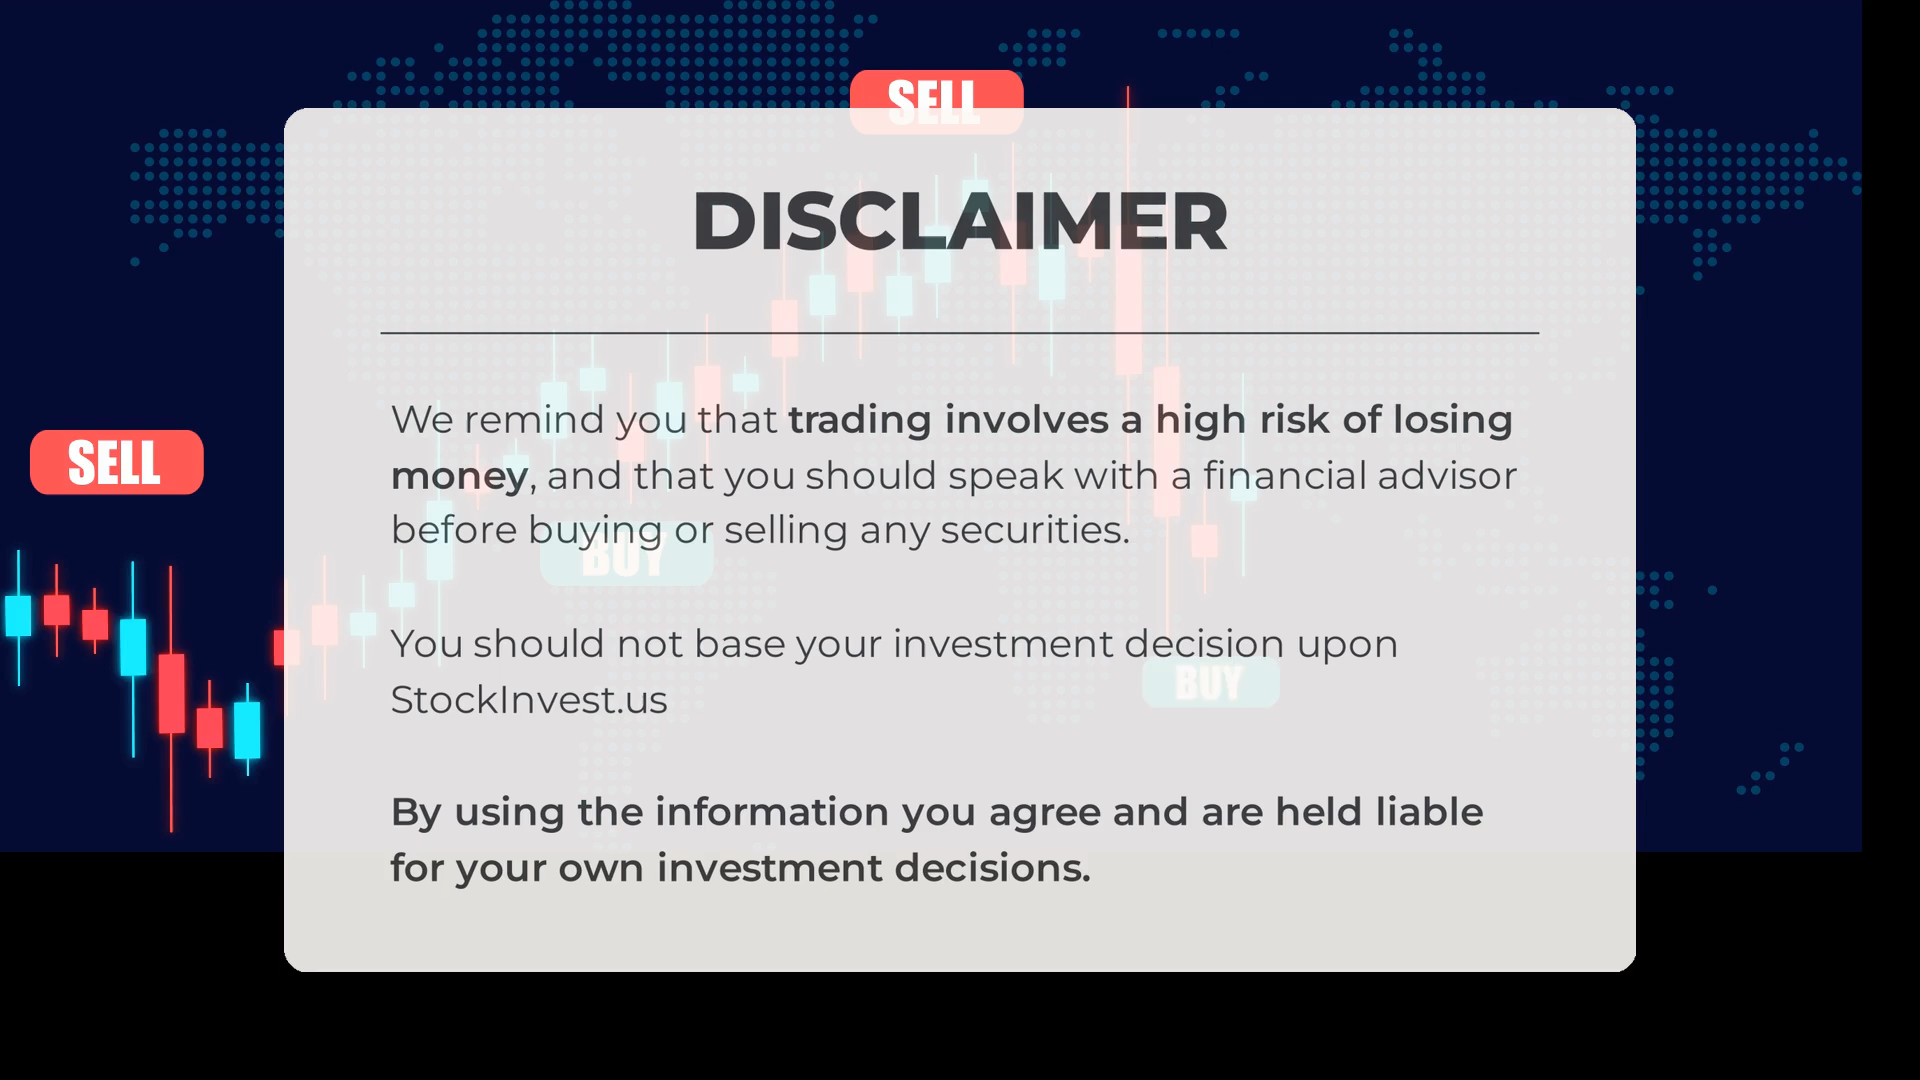 SELL
DISCLAIMER
We remind you that trading involves a high risk of losing
money, and that you should speak with a financial advisor
before buying or selling any securities.
SELL
BUY
You should not base your investment decision upon
StockInvest.us
BUY
By using the information you agree and are held liable
for your own investment decisions.